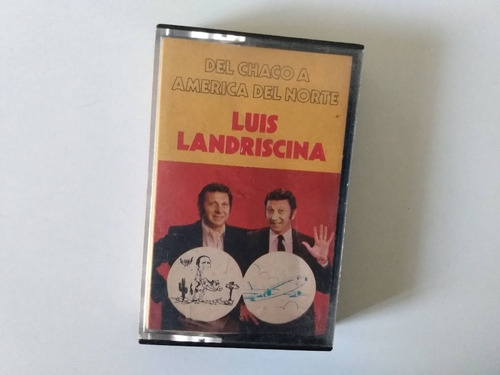 DEL CHACO A
AMERICA DEL NORTE
LUIS
LANDRISCINA